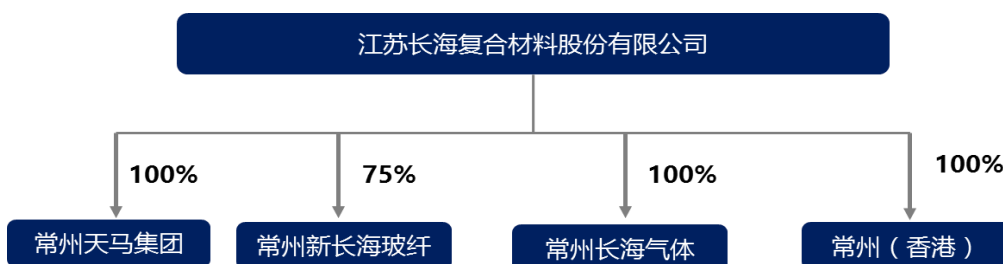 江苏长海复合材料股份有限公司
100%
75%
100%
100%
常州天马集团
常州新长海玻纤
常州长海气体
常州（香港）